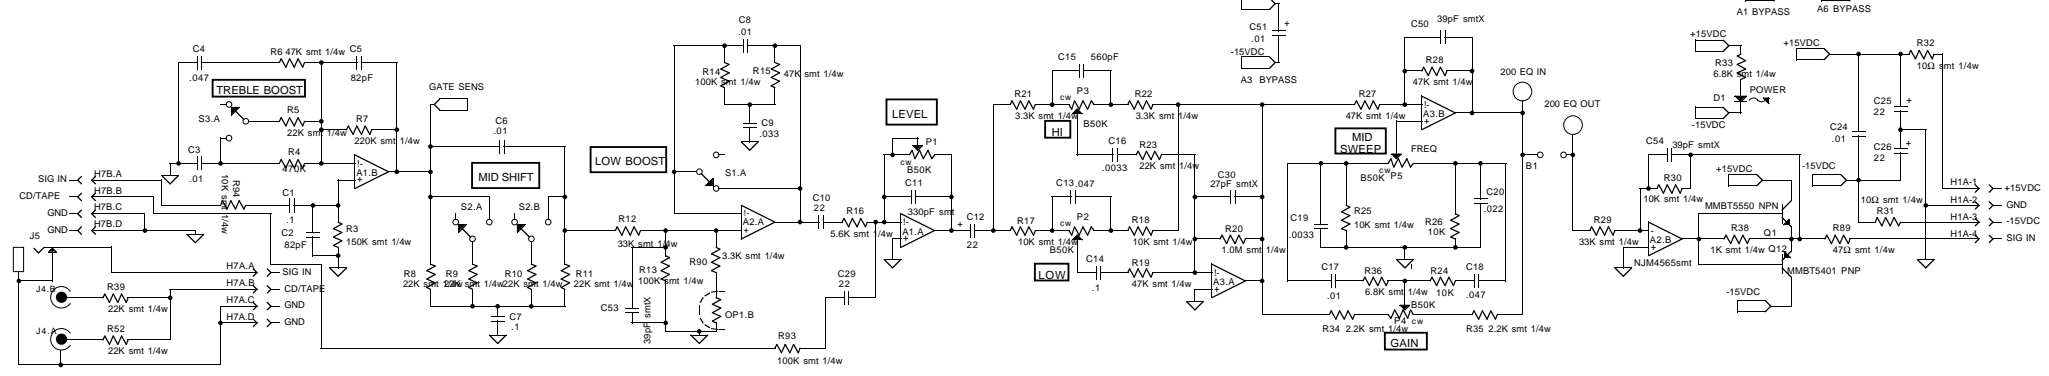 C4
.047
R6 47K smt 1/4w
C5
82pF
TREBLE BOOST
S3.A
R5
22K smt 1/4w
R7
220K smt 1/4w
C3
.01
R4
470K
!-
+
A1.B
SIG IN
CD/TAPE
GND
GND
H7B.A
H7B.B
H7B.C
H7B.D
R94
10K smt 1/4w
C1
.1
C2
82pF
R3
150K smt 1/4w
J5
J4.B
J4.A
R39
22K smt 1/4w
R52
22K smt 1/4w
H7A.A
H7A.B
H7A.C
H7A.D
SIG IN
CD/TAPE
GND
GND
GATE SENS
C6
.01
MID SHIFT
S2.A
S2.B
R8
22K smt 1/4w
R9
22K smt 1/4w
R10
22K smt 1/4w
R11
22K smt 1/4w
C7
.1
C8
.01
R14
100K smt 1/4w
R15
47K smt 1/4w
C9
.033
LOW BOOST
S1.A
R12
33K smt 1/4w
!-
+
A2.A
R13
100K smt 1/4w
R90
3.3K smt 1/4w
C53
39pF smtX
OP1.B
R93
100K smt 1/4w
C10
22
R16
5.6K smt 1/4w
C29
22
LEVEL
P1
cw
B50K
C11
330pF smt
!-
+
A1.A
C12
+
22
C51
+
.01
-15VDC
A3 BYPASS
C15
560pF
R21
3.3K smt 1/4w
cw
P3
B50K
HI
R22
3.3K smt 1/4w
C16
.0033
R23
22K smt 1/4w
C13
.047
R17
10K smt 1/4w
cw
P2
B50K
LOW
R18
10K smt 1/4w
C14
.1
R19
47K smt 1/4w
C30
27pF smtX
R20
1.0M smt 1/4w
!-
+
A3.A
C50
39pF smtX
R28
47K smt 1/4w
R27
47K smt 1/4w
!-
+
A3.B
MID
SWEEP
FREQ
B50K
cw
P5
C19
.0033
R25
10K smt 1/4w
R26
10K
C20
.022
C17
.01
R36
6.8K smt 1/4w
R24
10K
C18
.047
B50K
P4
cw
R34 2.2K smt 1/4w
R35 2.2K smt 1/4w
GAIN
200 EQ IN
200 EQ OUT
B1
A1 BYPASS
A6 BYPASS
+15VDC
R33
6.8K smt 1/4w
D1
POWER
-15VDC
+15VDC
R32
10Ω smt 1/4w
C25
+
22
C24
.01
C26
+
22
-15VDC
10Ω smt 1/4w
R31
H1A-1
H1A-2
H1A-3
H1A-4
+15VDC
GND
-15VDC
SIG IN
C54
39pF smtX
R30
10K smt 1/4w
R29
33K smt 1/4w
!-
+
A2.B
NJM4565smt
+15VDC
MMBT5550 NPN
R38
1K smt 1/4w
Q1
Q12
MMBT5401 PNP
-15VDC
R89
47Ω smt 1/4w